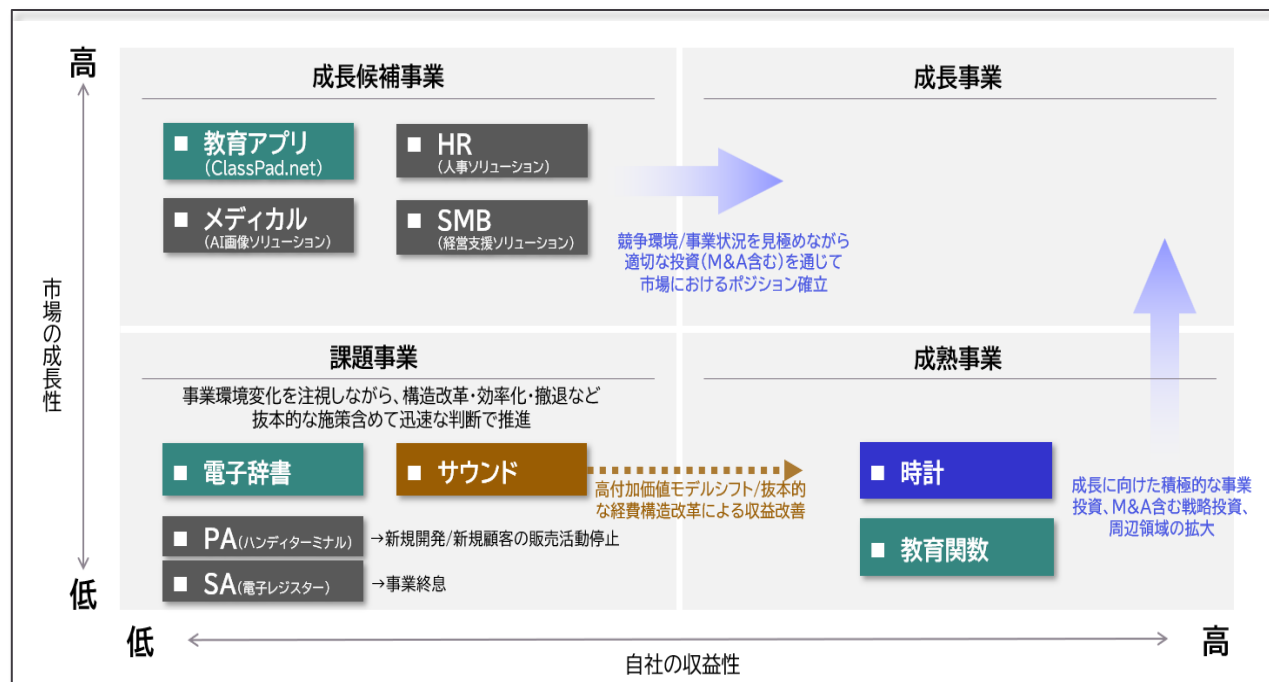 高
成長候補事業
■ 教育アプリ
(ClassPad.net)
■ HR
(人事ソリューション)
■ メディカル
(AI画像ソリューション)
■ SMB
(経営支援ソリューション)
成長事業
競争環境/事業状況を見極めながら
適切な投資(M&A含む)を通じて
市場におけるポジション確立
市場の成長性
課題事業
事業環境変化を注視しながら、構造改革・効率化・撤退など
抜本的な施策含めて迅速な判断で推進
■ 電子辞書
■ サウンド
高付加価値モデルシフト/抜本的
な経費構造改革による収益改善
■ PA(ハンディターミナル)
→新規開発/新規顧客の販売活動停止
■ SA(電子レジスター)
→事業終息
成熟事業
■ 時計
■ 教育関数
成長に向けた積極的な事業
投資、M&A含む戦略投資、
周辺領域の拡大
低
低
高
自社の収益性